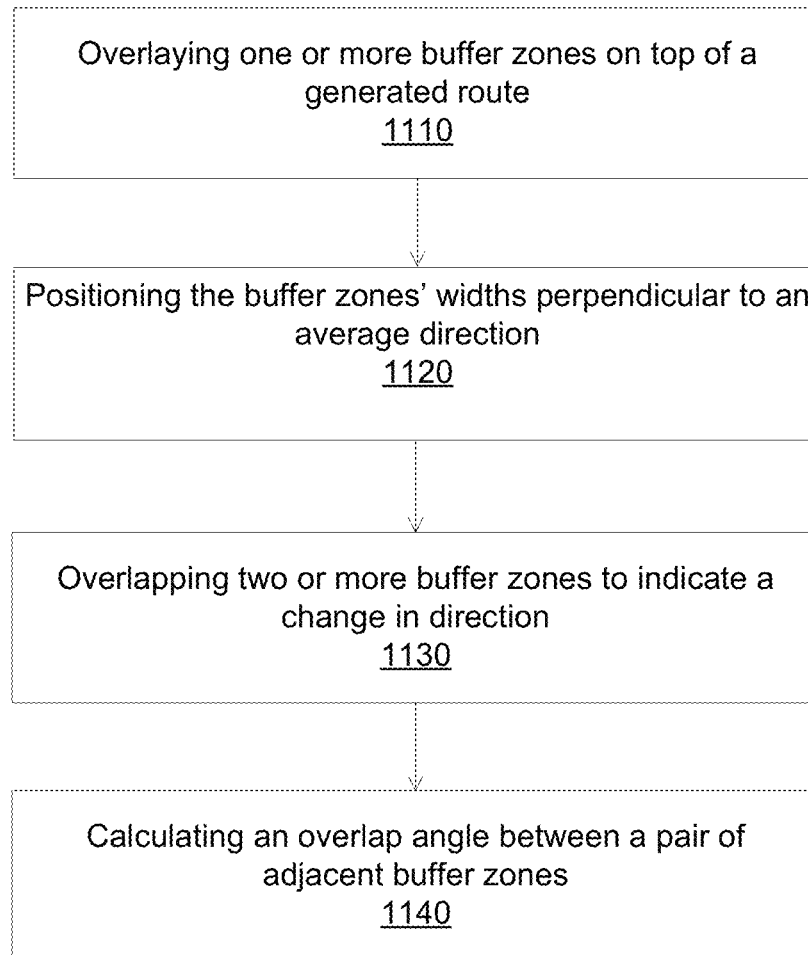 Overlaying one or more buffer zones on top of a
generated route
1110
Positioning the buffer zones’ widths perpendicular to an
average direction
1120
Overlapping two or more buffer zones to indicate a
change in direction
1130
Calculating an overlap angle between a pair of
adjacent buffer zones
1140